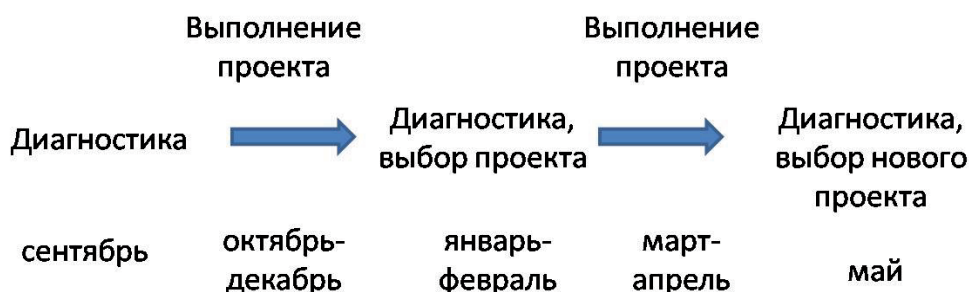 Выполнение
проекта
Выполнение
проекта
Диагностика
Диагностика,
выбор проекта
Диагностика,
выбор нового
проекта
сентябрь
октябрь-
декабрь
январь-
февраль
март-
апрель
май